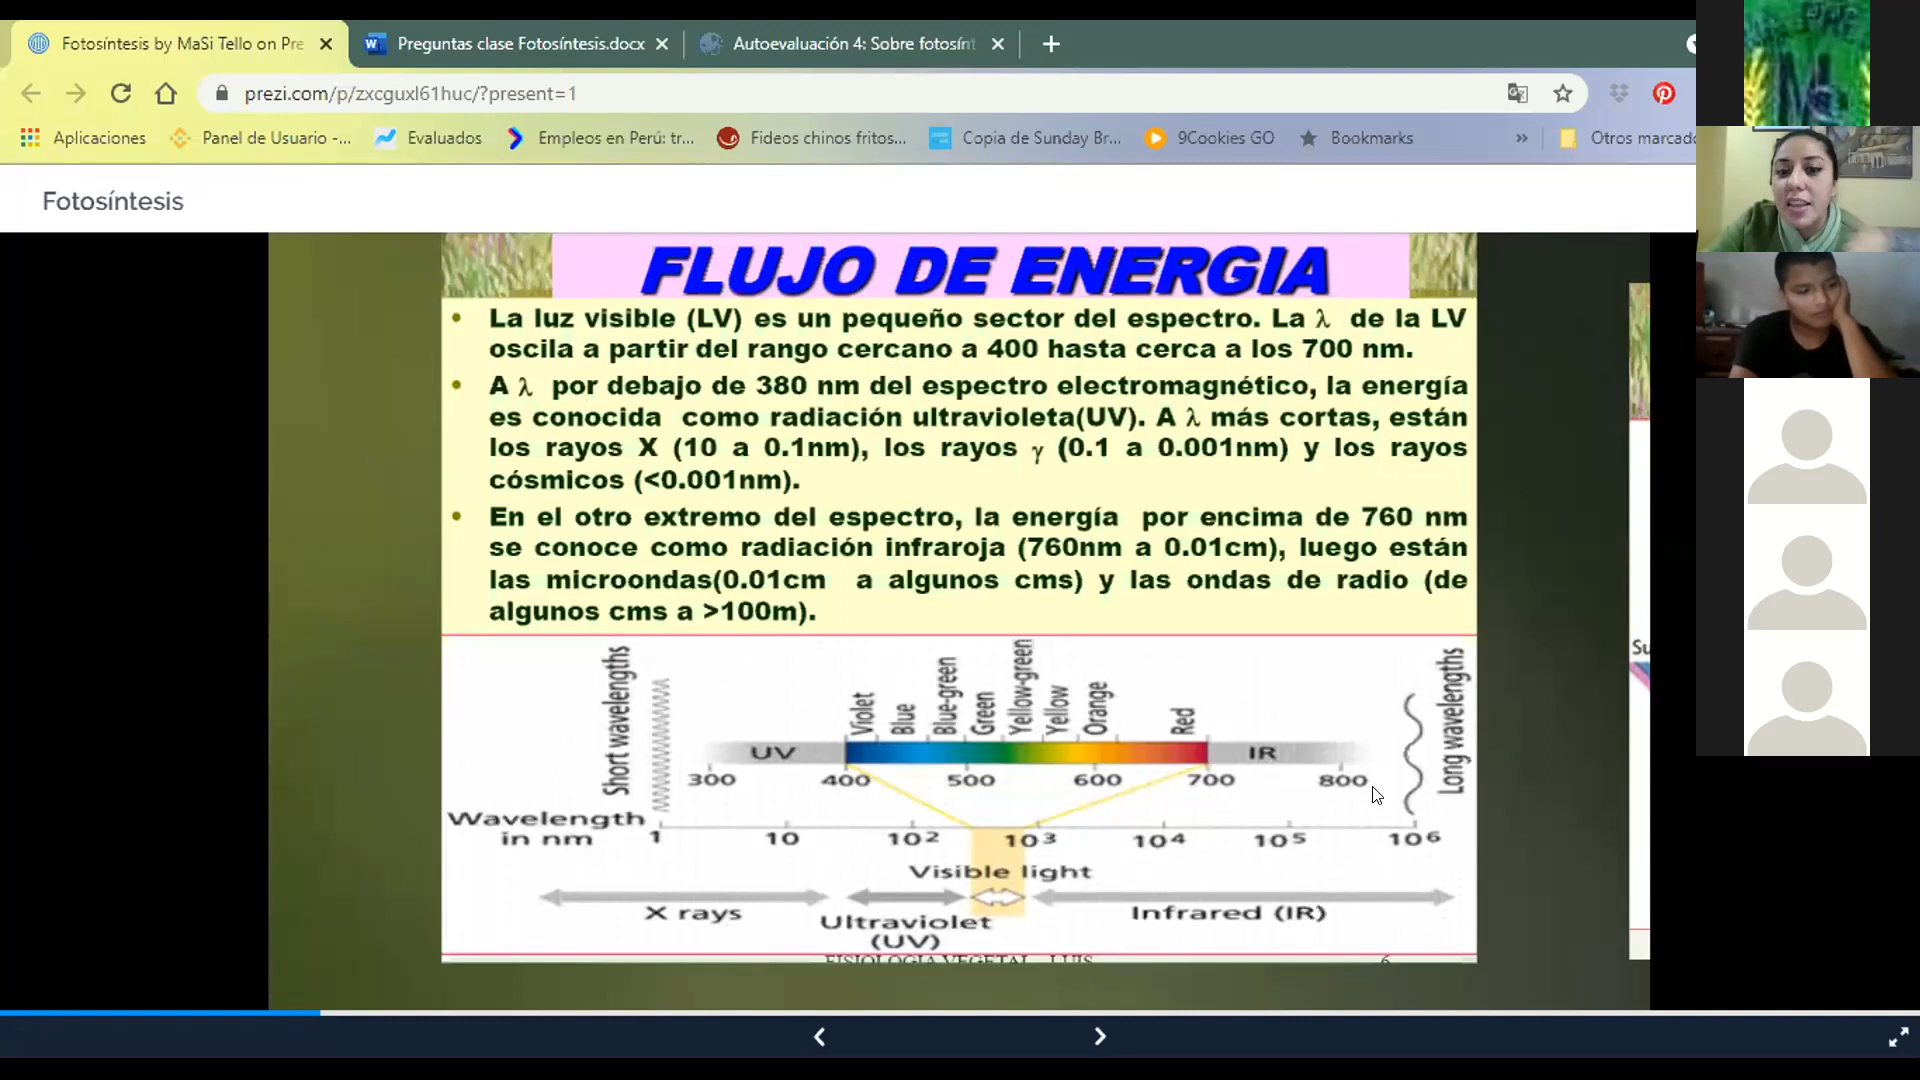 Fotosíntesis by MaSi Tello on Pre
Preguntas clase Fotosíntesis.docx
Autoevaluación 4: Sobre fotosínt
prezi.com/p/zxcguxl61huc/?present=1
Aplicaciones
Panel de Usuario -...
Evaluados
Empleos en Perú: tr...
Fideos chinos fritos...
Copia de Sunday Br...
9Cookies GO
Bookmarks
»
Otros marcado
Fotosíntesis
FLUJO DE ENERGIA
• La luz visible (LV) es un pequeño sector del espectro. La λ de la LV
oscila a partir del rango cercano a 400 hasta cerca a los 700 nm.
• A λ por debajo de 380 nm del espectro electromagnético, la energía
es conocida como radiación ultravioleta(UV). A λ más cortas, están
los rayos X (10 a 0.1nm), los rayos γ (0.1 a 0.001nm) y los rayos
cósmicos (<0.001nm).
• En el otro extremo del espectro, la energía por encima de 760 nm
se conoce como radiación infraroja (760nm a 0.01cm), luego están
las microondas(0.01cm a algunos cms) y las ondas de radio (de
algunos cms a >100m).
Short wavelengths
Violet
Blue
Blue-green
Green
Yellow-green
Yellow
Orange
Red
Long wavelengths
UV
IR
300 400 500 600 700 800
Wavelength
in nm
1 10 10² 10³ 10⁴ 10⁵ 10⁶
Visible light
X rays
Ultraviolet
(UV)
Infrared (IR)
FISIOLOGIA VEGETAL - LUIS
6
Su